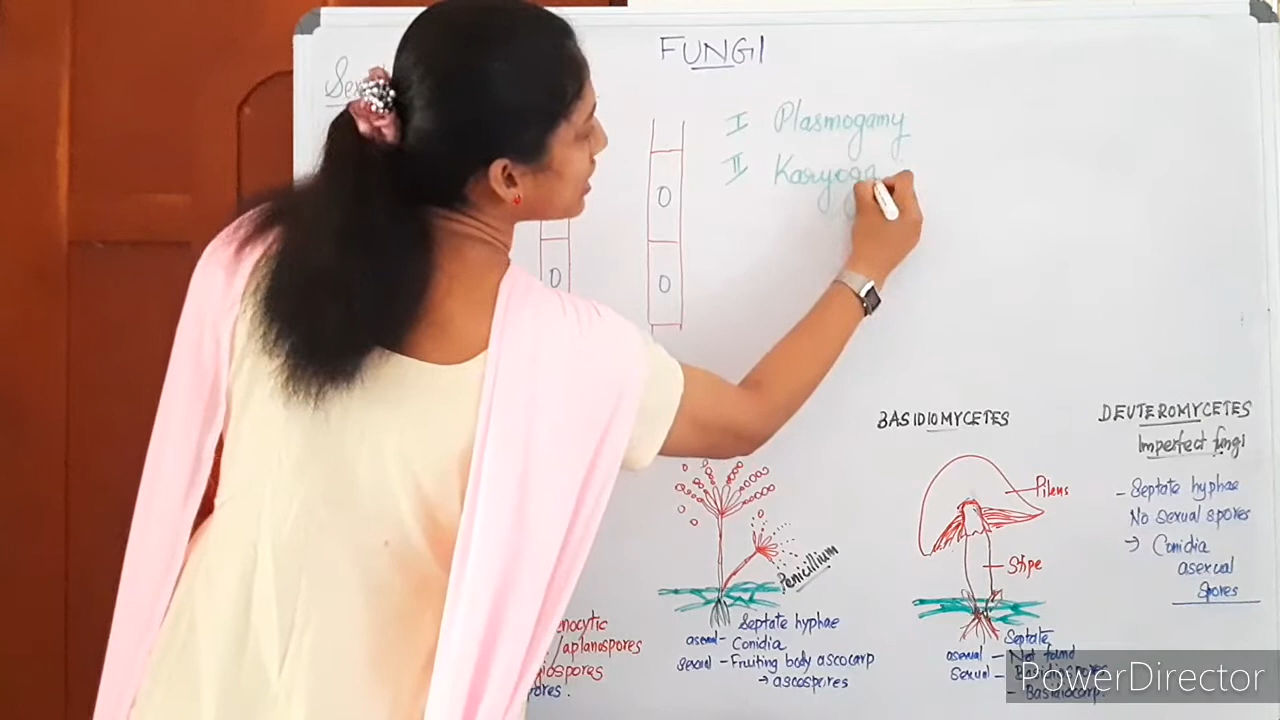 FUNGI
I Plasmogamy
II Karyoga
BASIDIOMYCETES
DEUTEROMYCETES
Imperfect fungi
- Septate hyphae
No sexual spores
→ Conidia
asexual
spores
Pileus
Stipe
Penicillium
Septate hyphae
asexual - Conidia
sexual - Fruiting body ascocarp
→ ascospores
/aplanospores
Septate
asexual - Not found
Sexual - Basidiospores
- Basidiocarp.
PowerDirector